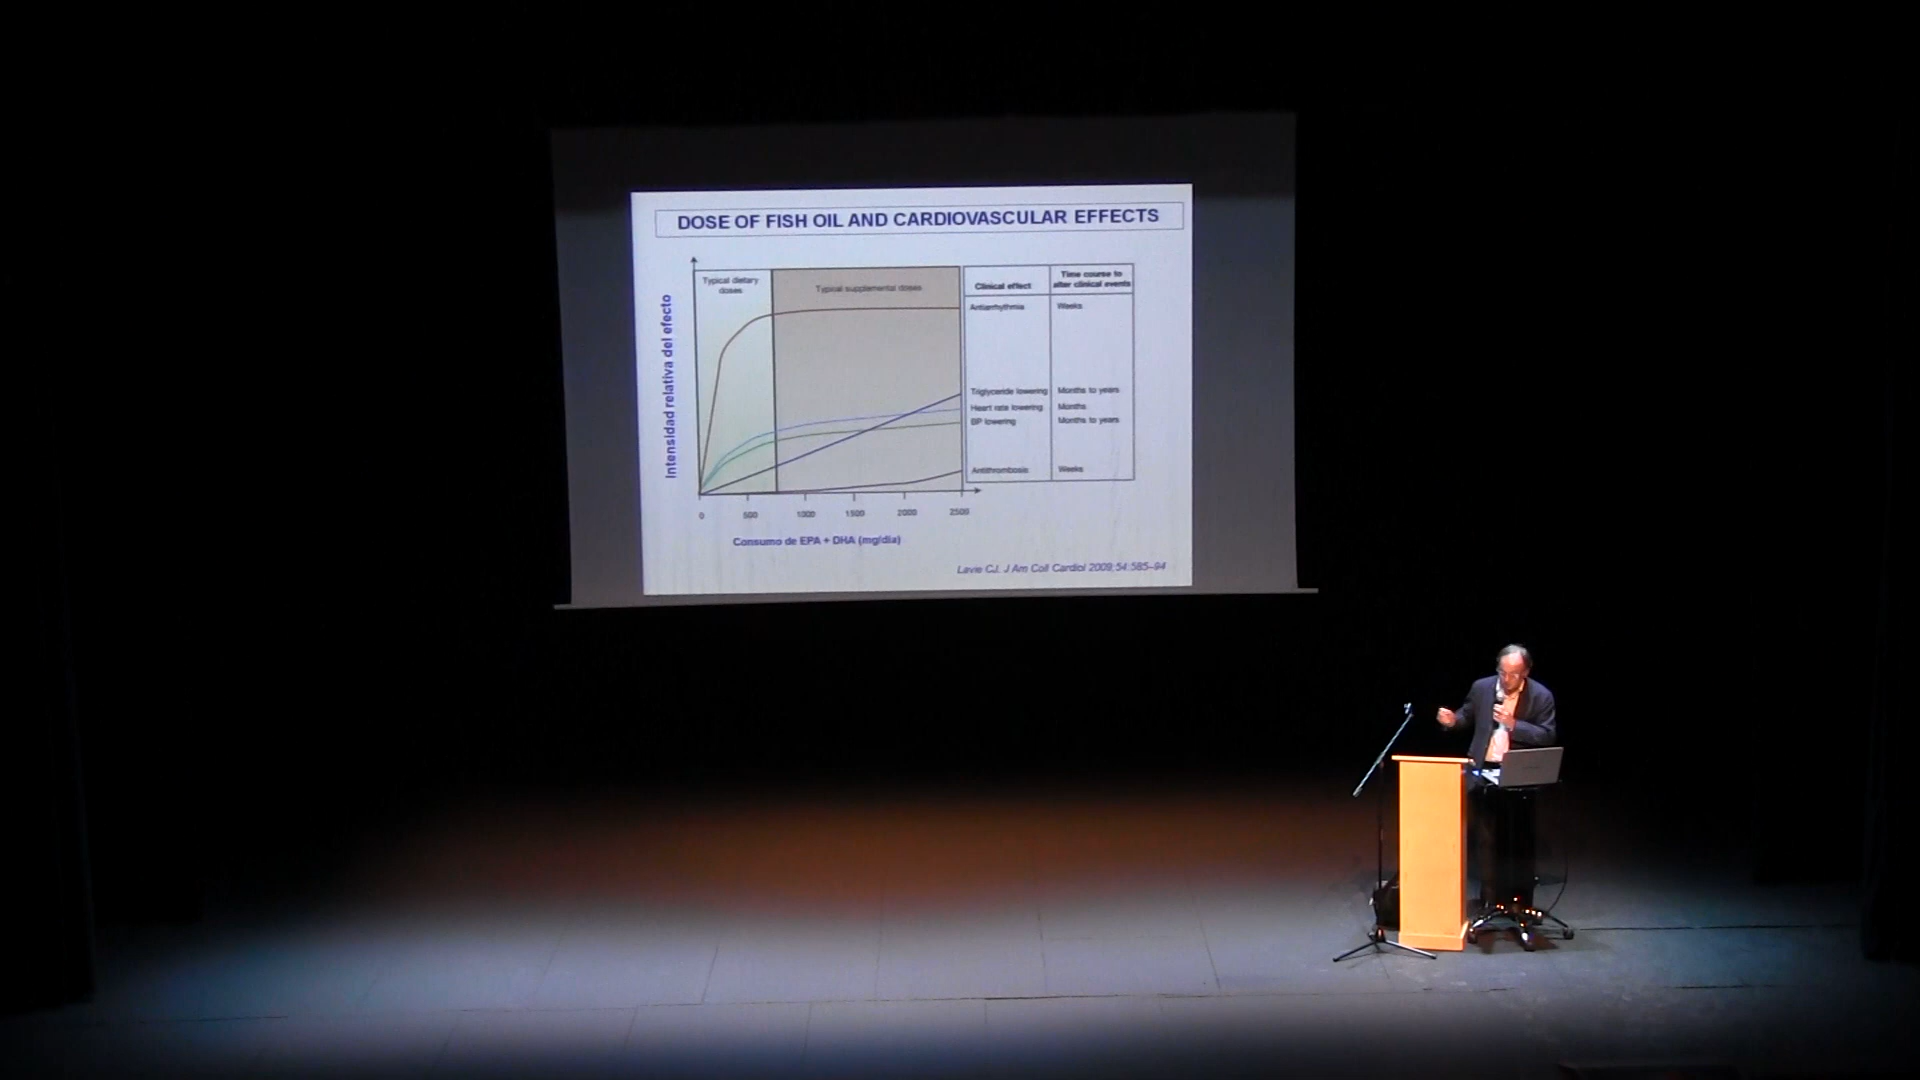 DOSE OF FISH OIL AND CARDIOVASCULAR EFFECTS
Intensidad relativa del efecto
Typical dietary
doses
Typical supplemental doses
Clinical effect
Time course to
alter clinical events
Antiarrhythmia
Weeks
Triglyceride lowering
Months to years
Heart rate lowering
Months
BP lowering
Months to years
Antithrombosis
Weeks
0
500
1000
1500
2000
2500
Consumo de EPA + DHA (mg/dia)
Lavie CJ. J Am Coll Cardiol 2009;54:585–94